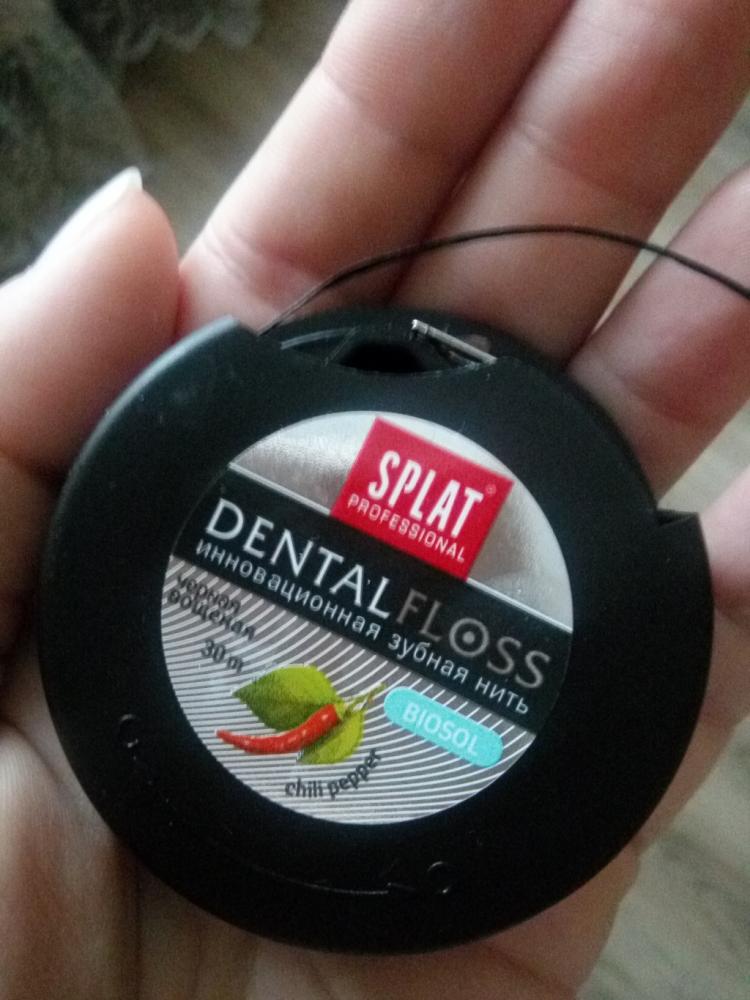 SPLAT®
PROFESSIONAL
DENTAL FLOSS
инновационная зубная нить
черная
вощеная
30 m
BIOSOL
chili pepper